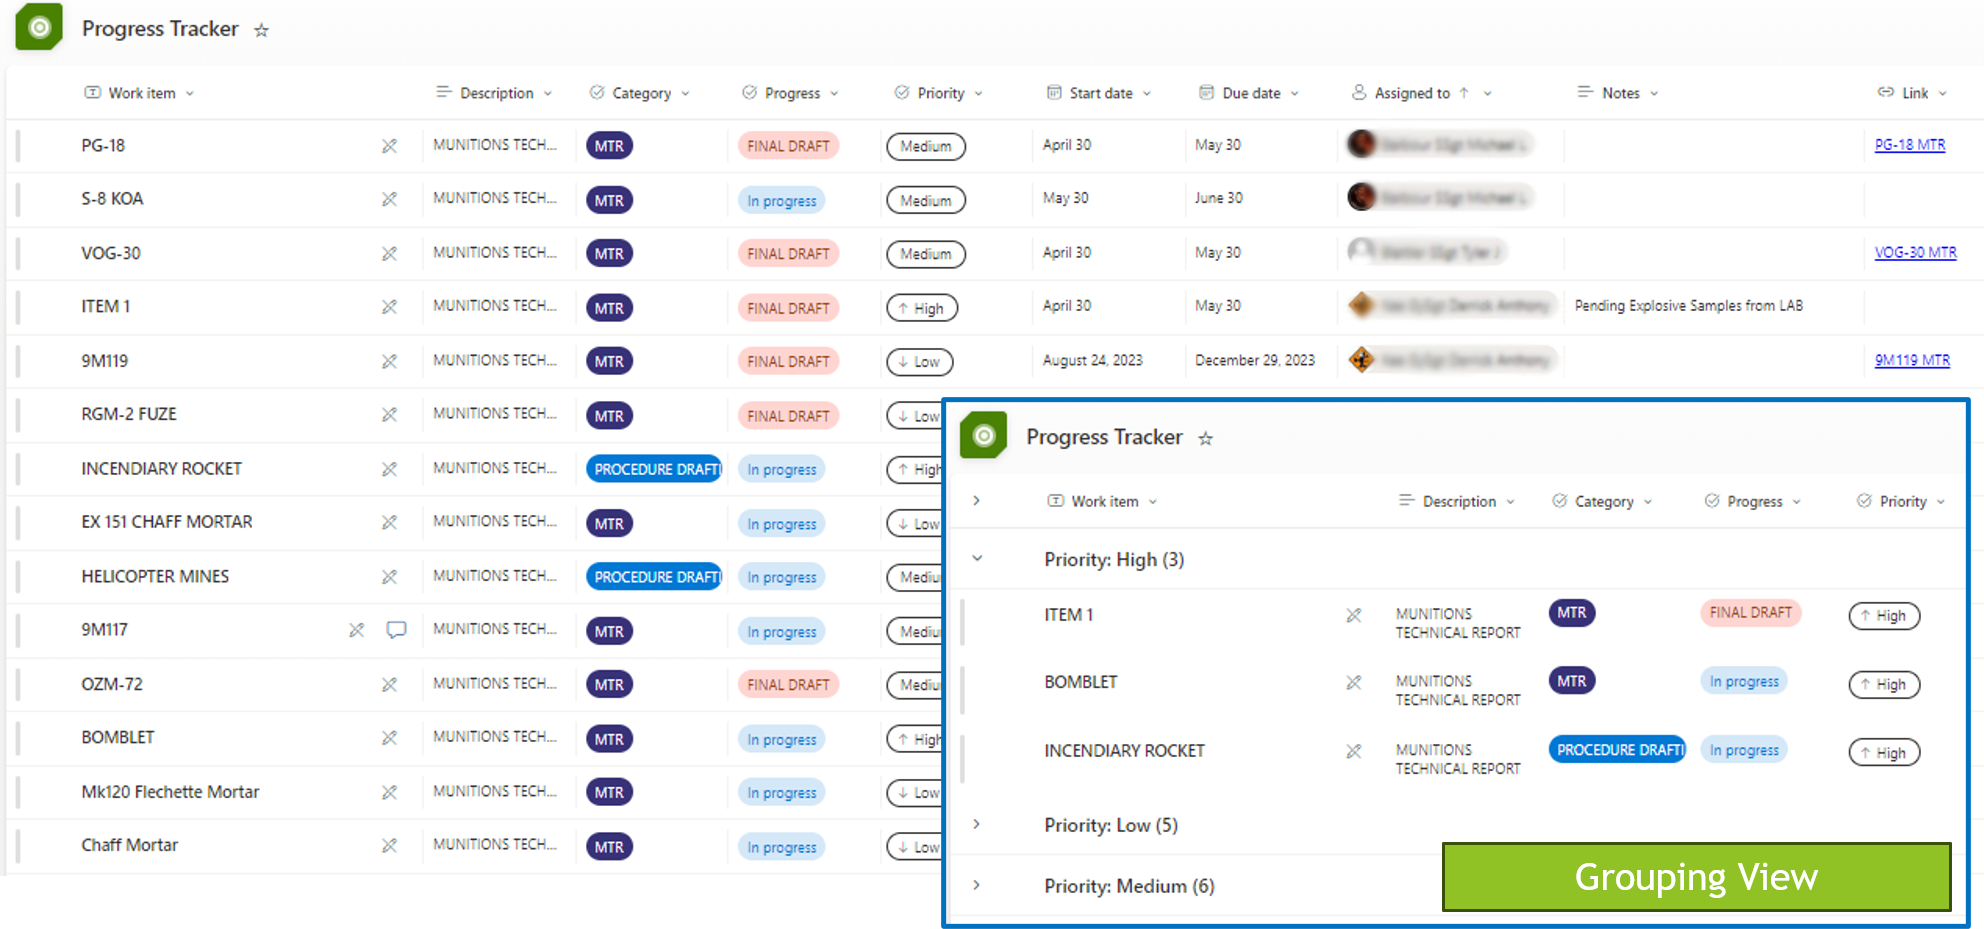 Progress Tracker
Work item Description Category Progress Priority Start date Due date Assigned to Notes Link
PG-18 MUNITIONS TECH... MTR FINAL DRAFT Medium April 30 May 30 PG-18 MTR
S-8 KOA MUNITIONS TECH... MTR In progress Medium May 30 June 30
VOG-30 MUNITIONS TECH... MTR FINAL DRAFT Medium April 30 May 30 VOG-30 MTR
ITEM 1 MUNITIONS TECH... MTR FINAL DRAFT ↑ High April 30 May 30 Pending Explosive Samples from LAB
9M119 MUNITIONS TECH... MTR FINAL DRAFT ↓ Low August 24, 2023 December 29, 2023 9M119 MTR
RGM-2 FUZE MUNITIONS TECH... MTR FINAL DRAFT ↓ Low
INCENDIARY ROCKET MUNITIONS TECH... PROCEDURE DRAFTI In progress ↑ High
EX 151 CHAFF MORTAR MUNITIONS TECH... MTR In progress ↓ Low
HELICOPTER MINES MUNITIONS TECH... PROCEDURE DRAFTI In progress Mediu
9M117 MUNITIONS TECH... MTR In progress Mediu
OZM-72 MUNITIONS TECH... MTR FINAL DRAFT Mediu
BOMBLET MUNITIONS TECH... MTR In progress ↑ High
Mk120 Flechette Mortar MUNITIONS TECH... MTR In progress ↓ Low
Chaff Mortar MUNITIONS TECH... MTR In progress ↓ Low
Progress Tracker
Work item Description Category Progress Priority
Priority: High (3)
ITEM 1 MUNITIONS MTR FINAL DRAFT ↑ High
TECHNICAL REPORT
BOMBLET MUNITIONS MTR In progress ↑ High
TECHNICAL REPORT
INCENDIARY ROCKET MUNITIONS PROCEDURE DRAFTI In progress ↑ High
TECHNICAL REPORT
Priority: Low (5)
Priority: Medium (6)
Grouping View